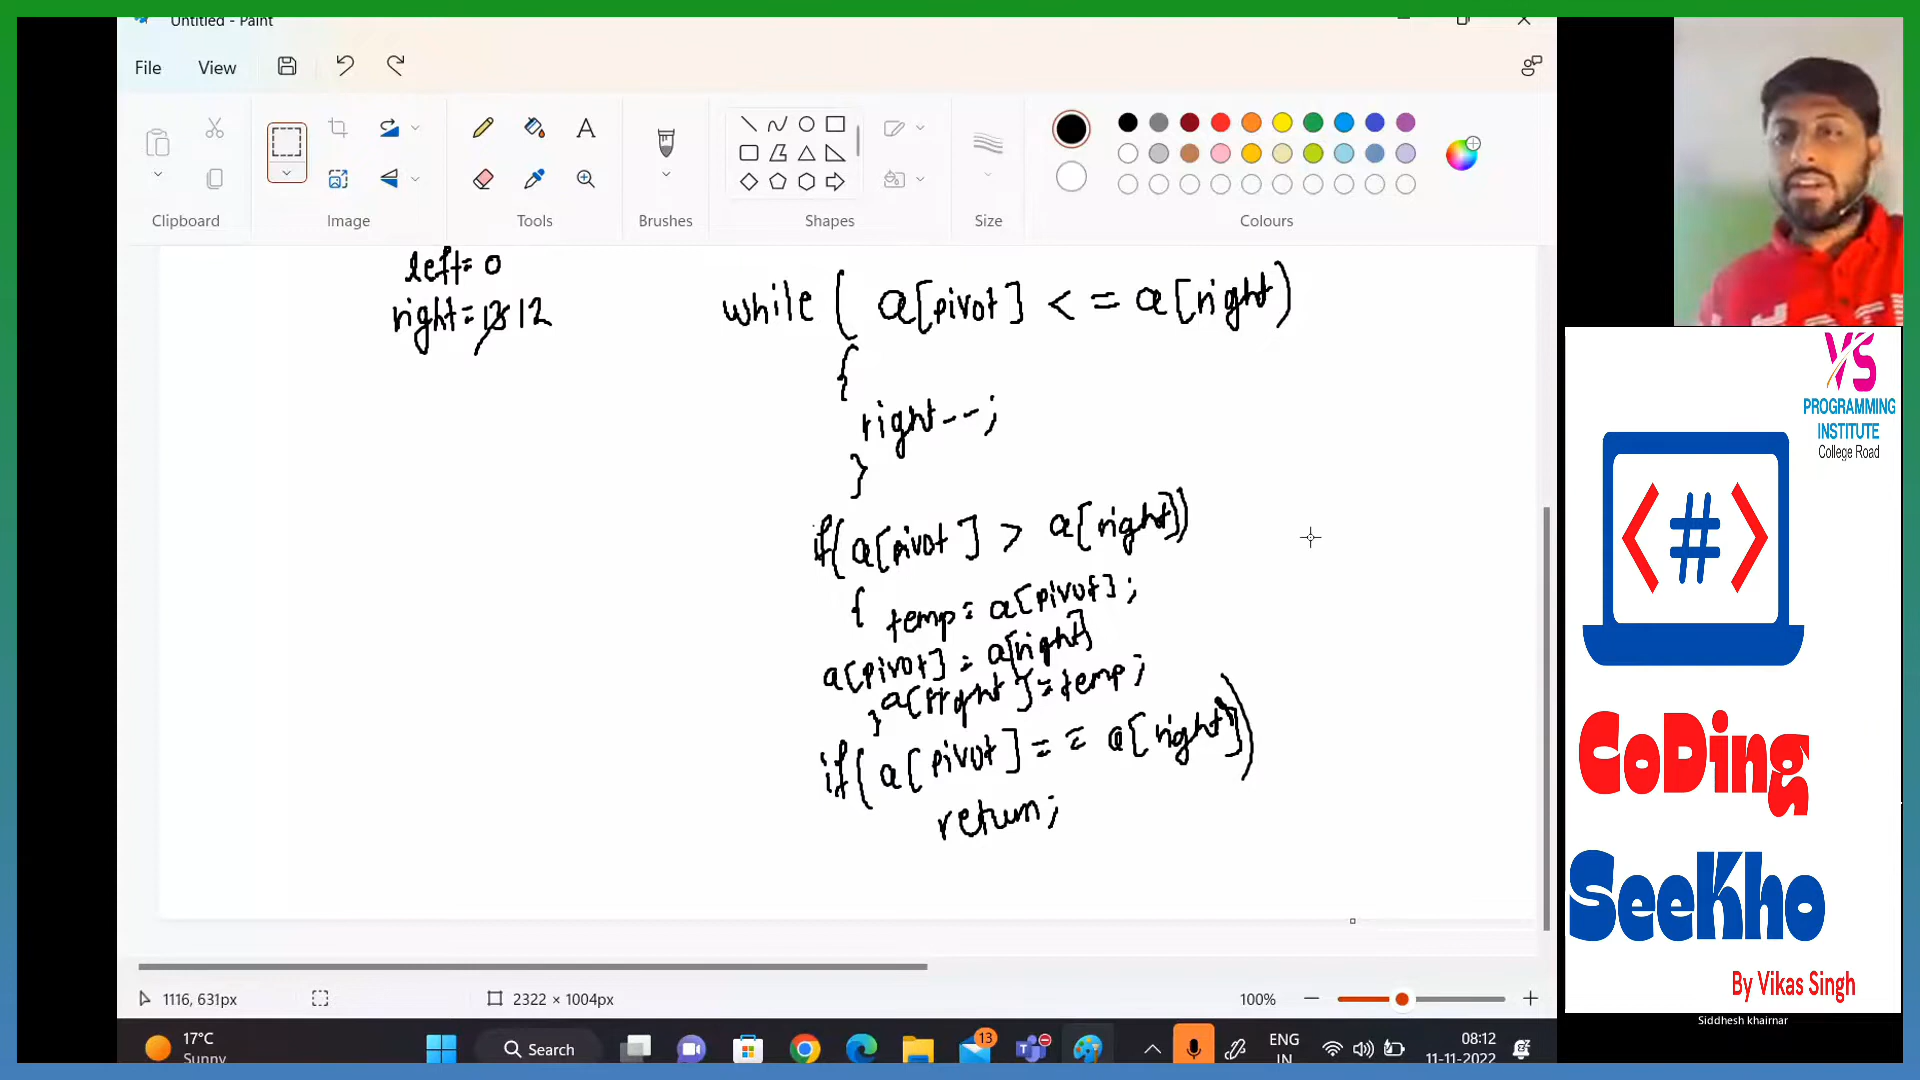 Untitled - Paint
File View
Clipboard Image Tools Brushes Shapes Size Colours
left= 0
right= 13 12
while ( a[pivot] <= a[right)
{
right--;
}
if( a[pivot] > a[right])
{ temp = a[pivot];
a[pivot] = a[right]
} a[right] = temp;
if( a[pivot] == a[right])
return;
VS
PROGRAMMING
INSTITUTE
College Road
<#>
CoDing
SeeKho
By Vikas Singh
Siddhesh khairnar
1116, 631px 2322 × 1004px 100%
17°C
Sunny
Search
13
ENG
IN
08:12
11-11-2022